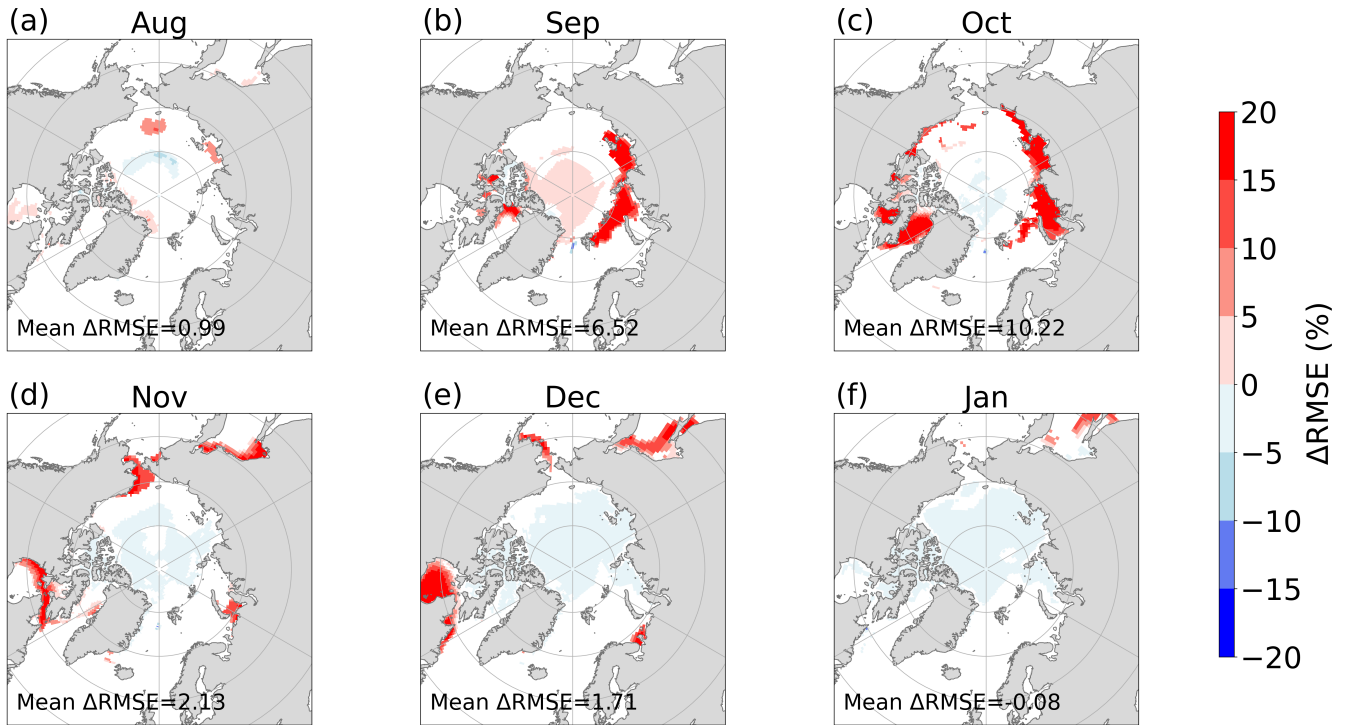 (a) Aug
Mean ΔRMSE=0.99
(b) Sep
Mean ΔRMSE=6.52
(c) Oct
Mean ΔRMSE=10.22
(d) Nov
Mean ΔRMSE=2.13
(e) Dec
Mean ΔRMSE=1.71
(f) Jan
Mean ΔRMSE=-0.08
20
15
10
5
0
−5
−10
−15
−20
ΔRMSE (%)